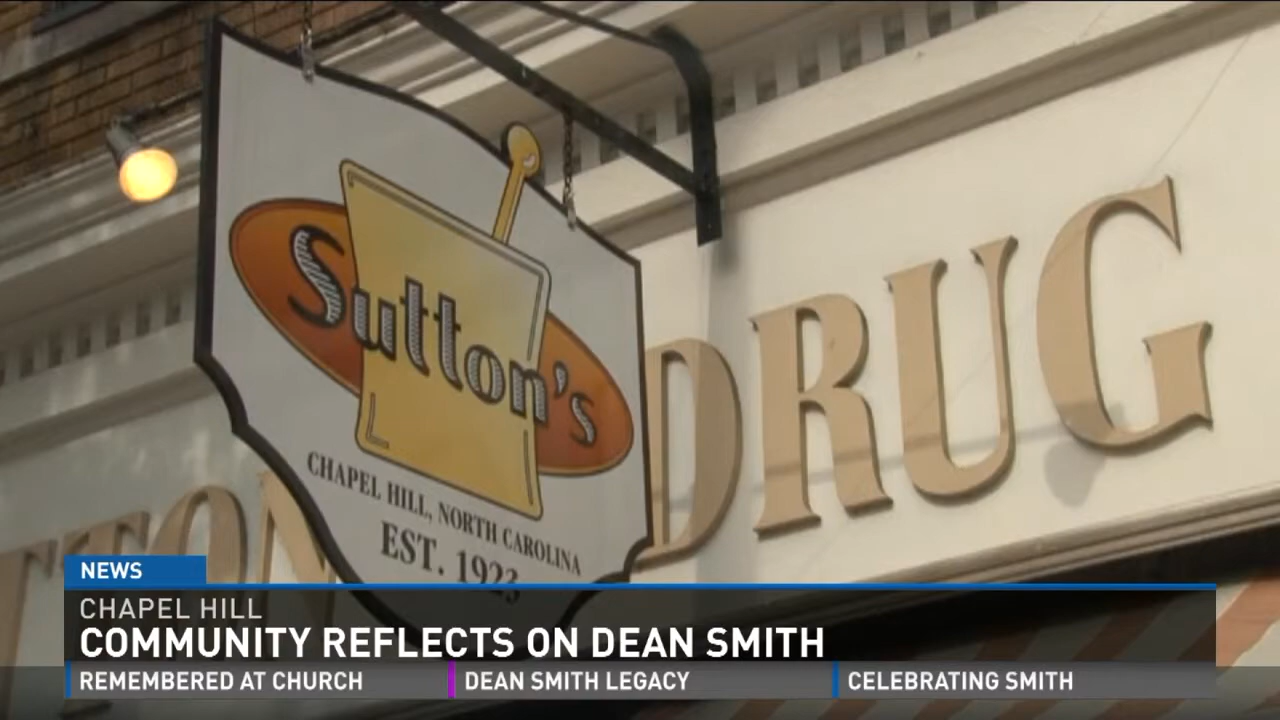 Sutton's
CHAPEL HILL, NORTH CAROLINA
EST. 1923
DRUG
NEWS
CHAPEL HILL
COMMUNITY REFLECTS ON DEAN SMITH
REMEMBERED AT CHURCH
DEAN SMITH LEGACY
CELEBRATING SMITH